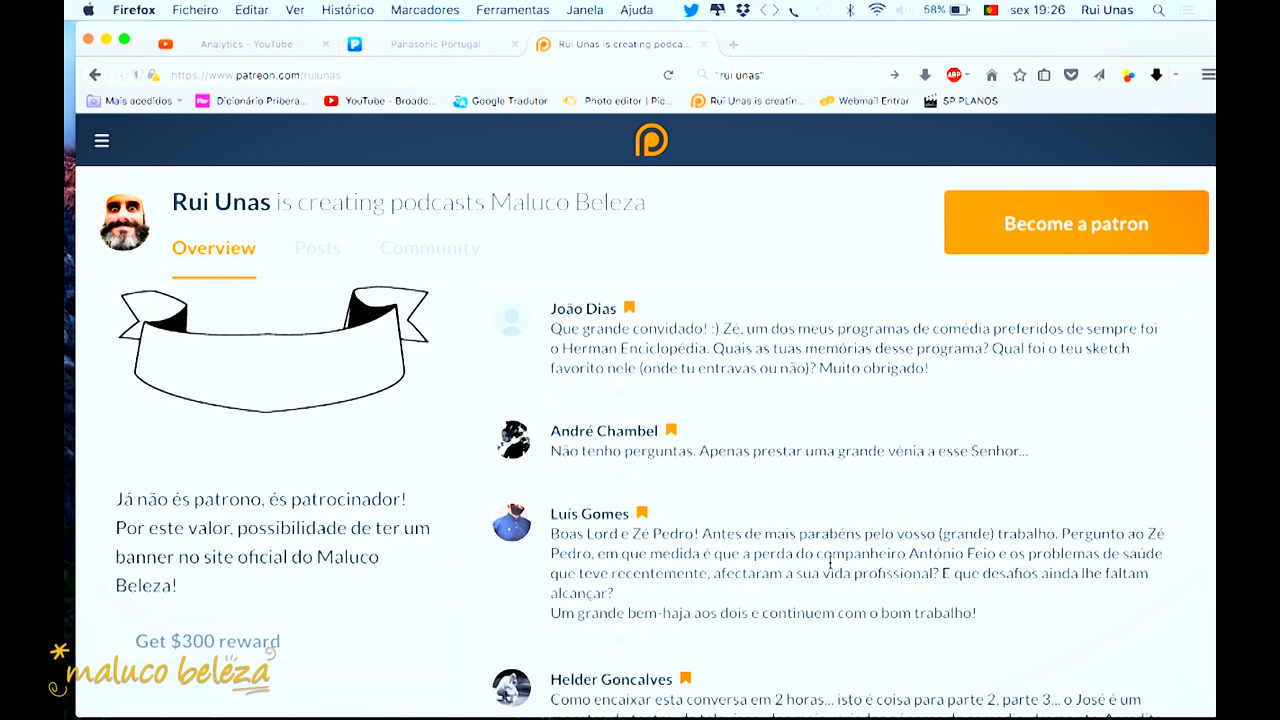 Firefox Ficheiro Editar Ver Histórico Marcadores Ferramentas Janela Ajuda 58% sex 19:26 Rui Unas
Analytics - YouTube Panasonic Portugal Rui Unas is creating podca...
https://www.patreon.com/ruiunas "rui unas"
Mais acedidos Dicionário Pribera... YouTube - Broadc... Google Tradutor Photo editor | Pic... Rui Unas is creatin... Webmail Entrar SP PLANOS
Rui Unas is creating podcasts Maluco Beleza
Become a patron
Overview Posts Community
João Dias
Que grande convidado! :) Zé, um dos meus programas de comédia preferidos de sempre foi
o Herman Enciclopédia. Quais as tuas memórias desse programa? Qual foi o teu sketch
favorito nele (onde tu entravas ou não)? Muito obrigado!
André Chambel
Não tenho perguntas. Apenas prestar uma grande vénia a esse Senhor...
Luís Gomes
Boas Lord e Zé Pedro! Antes de mais parabéns pelo vosso (grande) trabalho. Pergunto ao Zé
Pedro, em que medida é que a perda do companheiro António Feio e os problemas de saúde
que teve recentemente, afectaram a sua vida profissional? E que desafios ainda lhe faltam
alcançar?
Um grande bem-haja aos dois e continuem com o bom trabalho!
Helder Goncalves
Como encaixar esta conversa em 2 horas... isto é coisa para parte 2, parte 3... o José é um
Já não és patrono, és patrocinador!
Por este valor, possibilidade de ter um
banner no site oficial do Maluco
Beleza!
Get $300 reward
maluco beleza